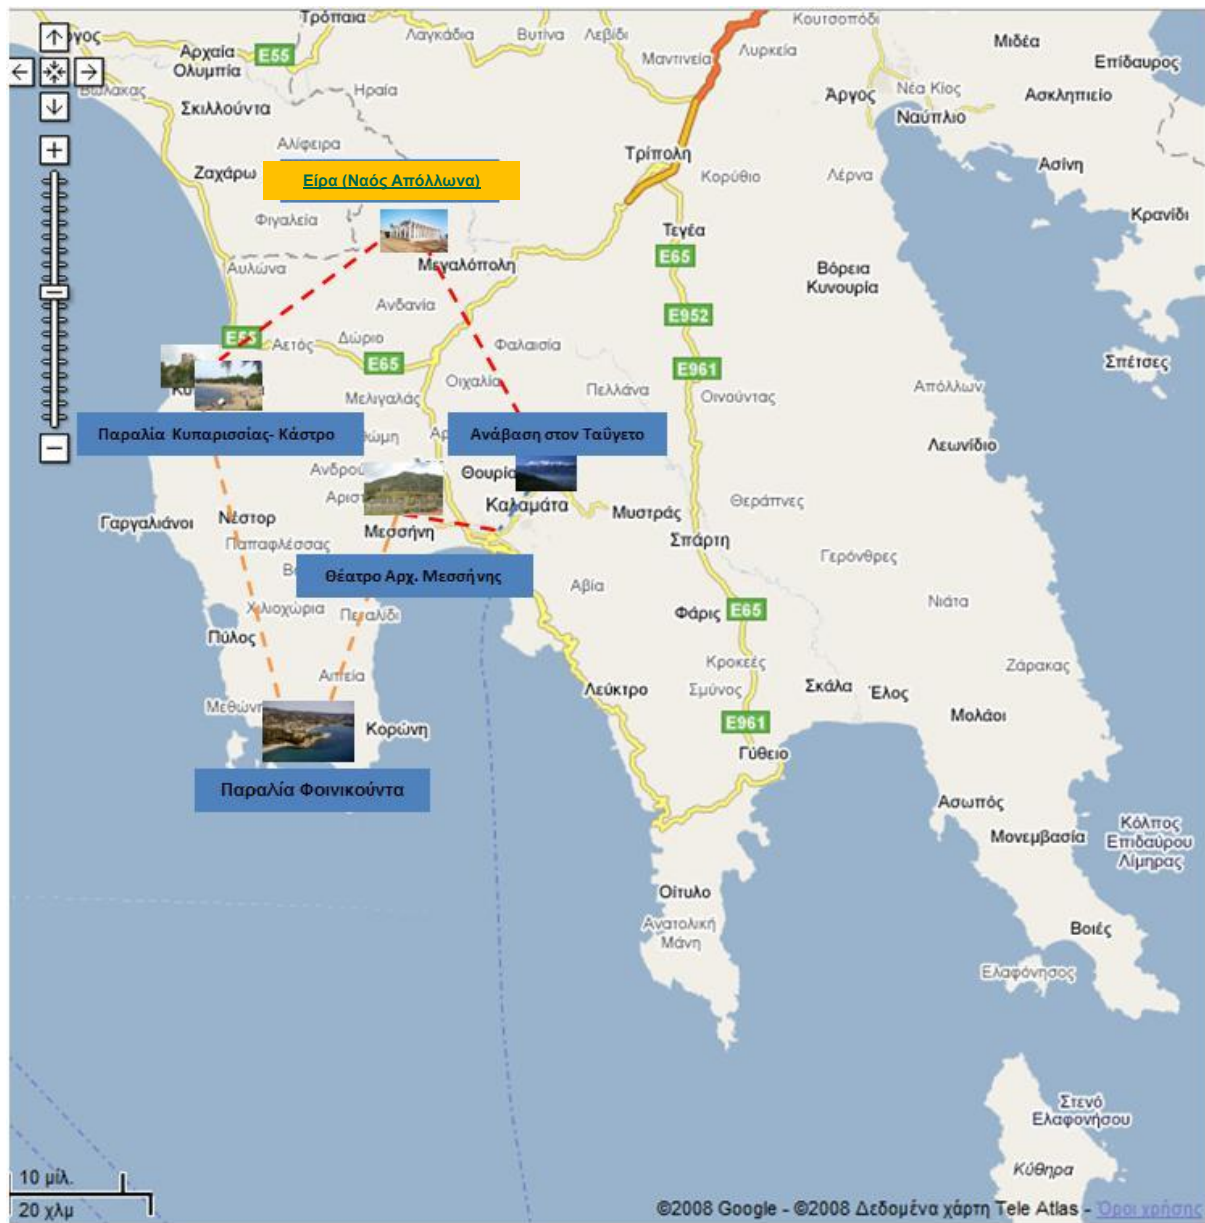 Τρόπαια
Λαγκάδια
Βυτίνα
Λεβίδι
Κουτσοπόδι
Μιδέα
Επίδαυρος
Αρχαία
Ολυμπία
E55
Μαντινεία
Λυρκεία
Βώλακας
Σκιλλούντα
Ηραία
Άργος
Νέα Κίος
Ναύπλιο
Ασκληπιείο
Αλίφειρα
Ζαχάρω
Είρα (Ναός Απόλλωνα)
Τρίπολη
Κορύθιο
Λέρνα
Ασίνη
Κρανίδι
Φιγαλεία
Τεγέα
E65
Αυλώνα
Μεγαλόπολη
Βόρεια
Κυνουρία
Ανδανία
E952
E55
Αετός
Δώριο
E65
Φαλαισία
E961
Σπέτσες
Οιχαλία
Πελλάνα
Οινούντας
Απόλλων
Μελιγαλάς
Παραλία Κυπαρισσίας- Κάστρο
Ανάβαση στον Ταΰγετο
Λεωνίδιο
Θουρία
Καλαμάτα
Γαργαλιάνοι
Νέστορ
Μεσσήνη
Μυστράς
Θεράπνες
Παπαφλέσσας
Σπάρτη
Γερόνθρες
Θέατρο Αρχ. Μεσσήνης
Αβία
Νιάτα
Χιλιοχώρια
Πεταλίδι
Φάρις
E65
Πύλος
Αιπεία
Κροκεές
Ζάρακας
Λεύκτρο
Σμύνος
Σκάλα
Έλος
Μεθώνη
Κορώνη
E961
Μολάοι
Γύθειο
Παραλία Φοινικούντα
Ασωπός
Μονεμβασία
Κόλπος
Επιδαύρου
Λίμηρας
Οίτυλο
Ανατολική
Μάνη
Βοιές
Ελαφόνησος
Στενό
Ελαφονήσου
Κύθηρα
10 μίλ.
20 χλμ
©2008 Google - ©2008 Δεδομένα χάρτη Tele Atlas - Όροι χρήσης